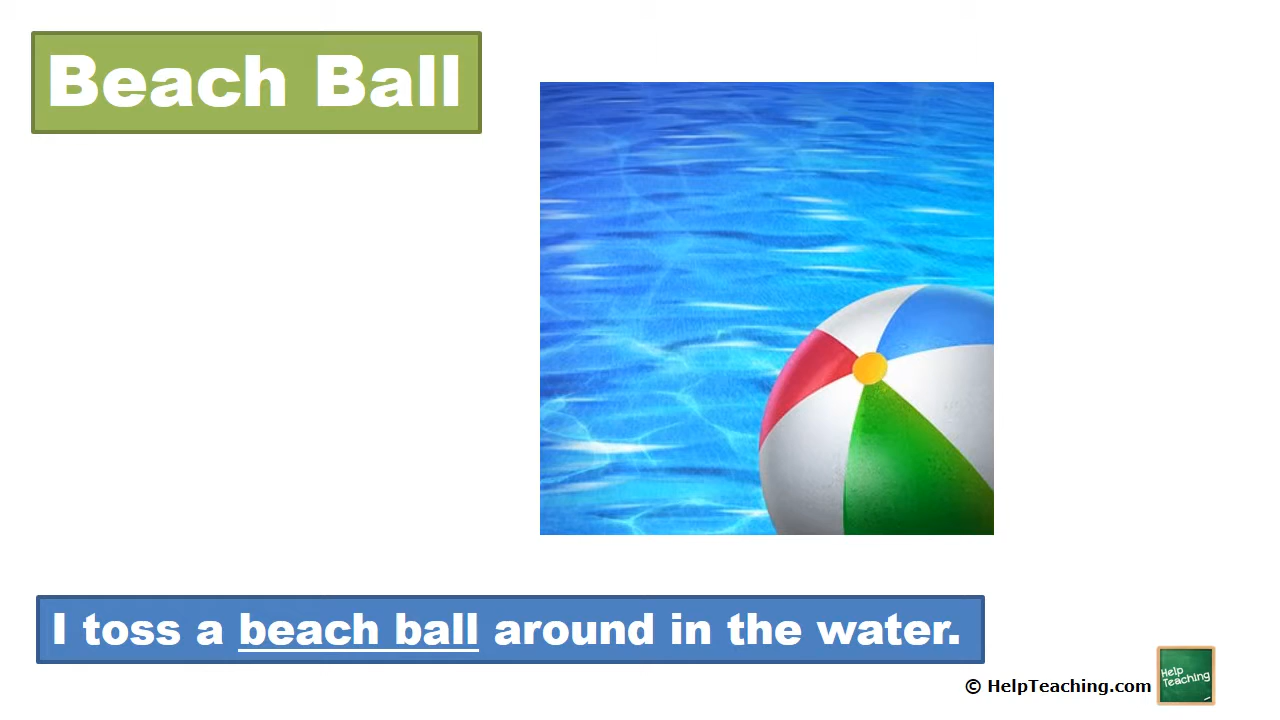 Beach Ball
I toss a beach ball around in the water.
© HelpTeaching.com
Help
Teaching